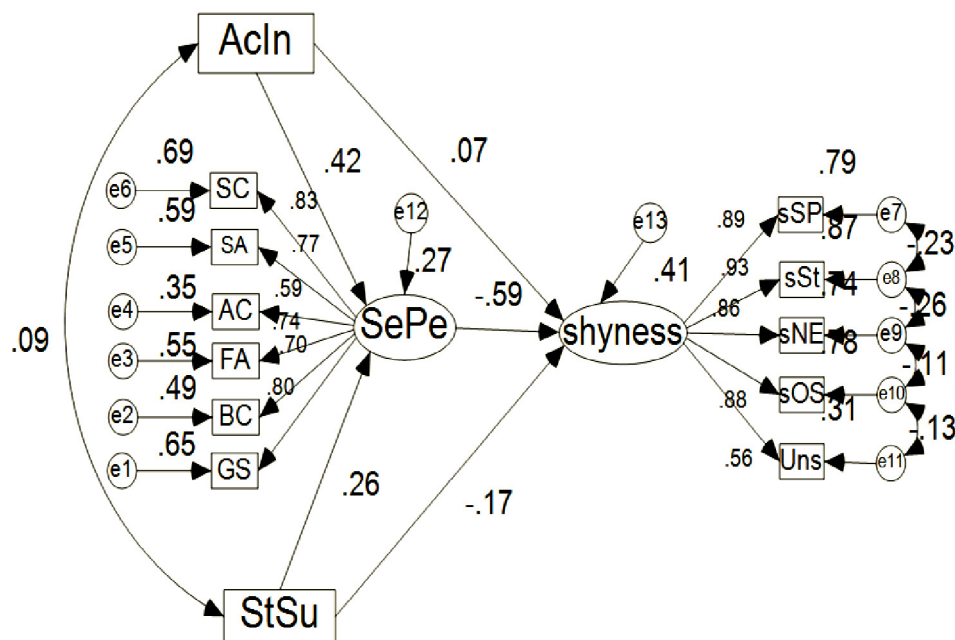 AcIn
.69
.42
.07
.79
e6
SC
.83
e12
e13
.89
sSP
e7
.59
.87
-.23
e5
SA
.77
.27
.41
.93
sSt
e8
.35
.59
-.59
.74
-.26
e4
AC
.74
SePe
shyness
.86
sNE
e9
.09
.55
.78
-.11
e3
FA
.70
sOS
e10
.49
.80
.88
.31
-.13
e2
BC
.65
.56
Uns
e11
e1
GS
.26
-.17
StSu